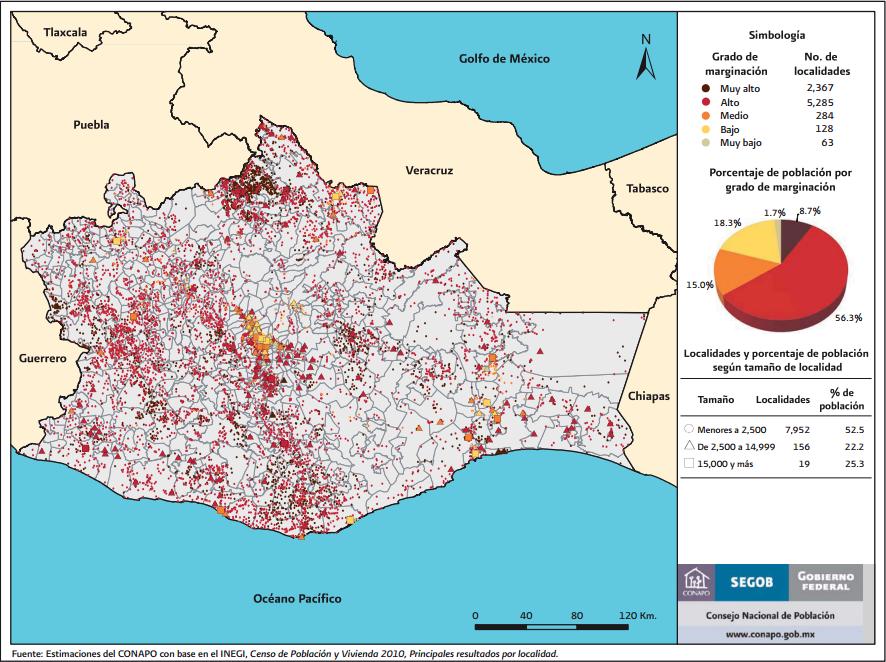 Tlaxcala
Puebla
Golfo de México
N
Veracruz
Tabasco
Guerrero
Chiapas
Océano Pacífico
0 40 80 120 Km.
Simbología
Grado de marginación
No. de localidades
Muy alto 2,367
Alto 5,285
Medio 284
Bajo 128
Muy bajo 63
Porcentaje de población por
grado de marginación
1.7%
8.7%
18.3%
15.0%
56.3%
Localidades y porcentaje de población
según tamaño de localidad
Tamaño Localidades % de población
Menores a 2,500 7,952 52.5
De 2,500 a 14,999 156 22.2
15,000 y más 19 25.3
CONAPO
SEGOB
GOBIERNO
FEDERAL
Consejo Nacional de Población
www.conapo.gob.mx
Fuente: Estimaciones del CONAPO con base en el INEGI, Censo de Población y Vivienda 2010, Principales resultados por localidad.